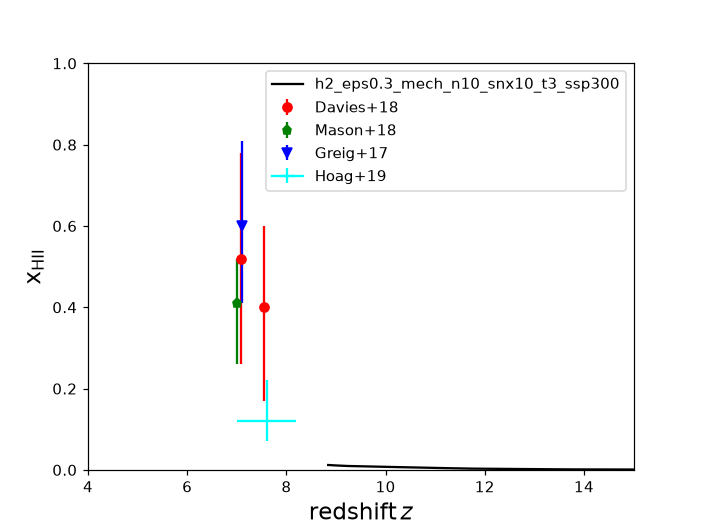 1.0
0.8
0.6
0.4
0.2
0.0
xHII
h2_eps0.3_mech_n10_snx10_t3_ssp300
Davies+18
Mason+18
Greig+17
Hoag+19
4 6 8 10 12 14
redshift z